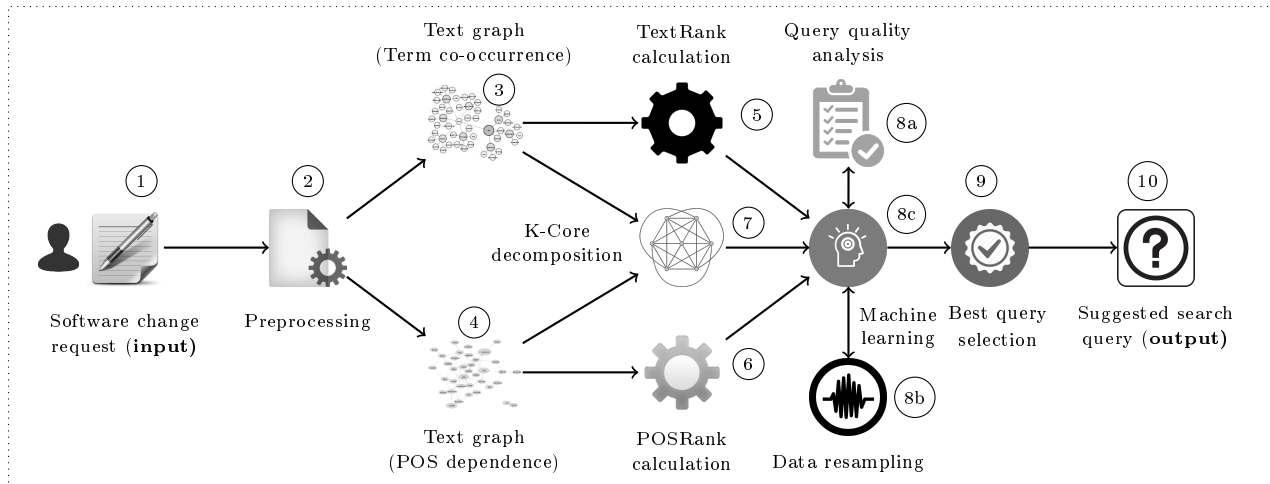 Text graph
(Term co-occurrence)
TextRank
calculation
Query quality
analysis
3
5
8a
1
2
9
10
7
8c
K-Core
decomposition
Software change
request (input)
Preprocessing
4
6
Machine
learning
Best query
selection
Suggested search
query (output)
8b
Text graph
(POS dependence)
POSRank
calculation
Data resampling